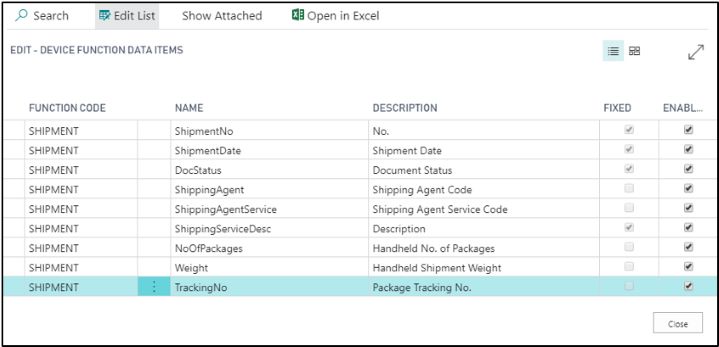 Search Edit List Show Attached Open in Excel
EDIT - DEVICE FUNCTION DATA ITEMS
FUNCTION CODE NAME DESCRIPTION FIXED ENABL...
SHIPMENT ShipmentNo No.
SHIPMENT ShipmentDate Shipment Date
SHIPMENT DocStatus Document Status
SHIPMENT ShippingAgent Shipping Agent Code
SHIPMENT ShippingAgentService Shipping Agent Service Code
SHIPMENT ShippingServiceDesc Description
SHIPMENT NoOfPackages Handheld No. of Packages
SHIPMENT Weight Handheld Shipment Weight
SHIPMENT TrackingNo Package Tracking No.
Close